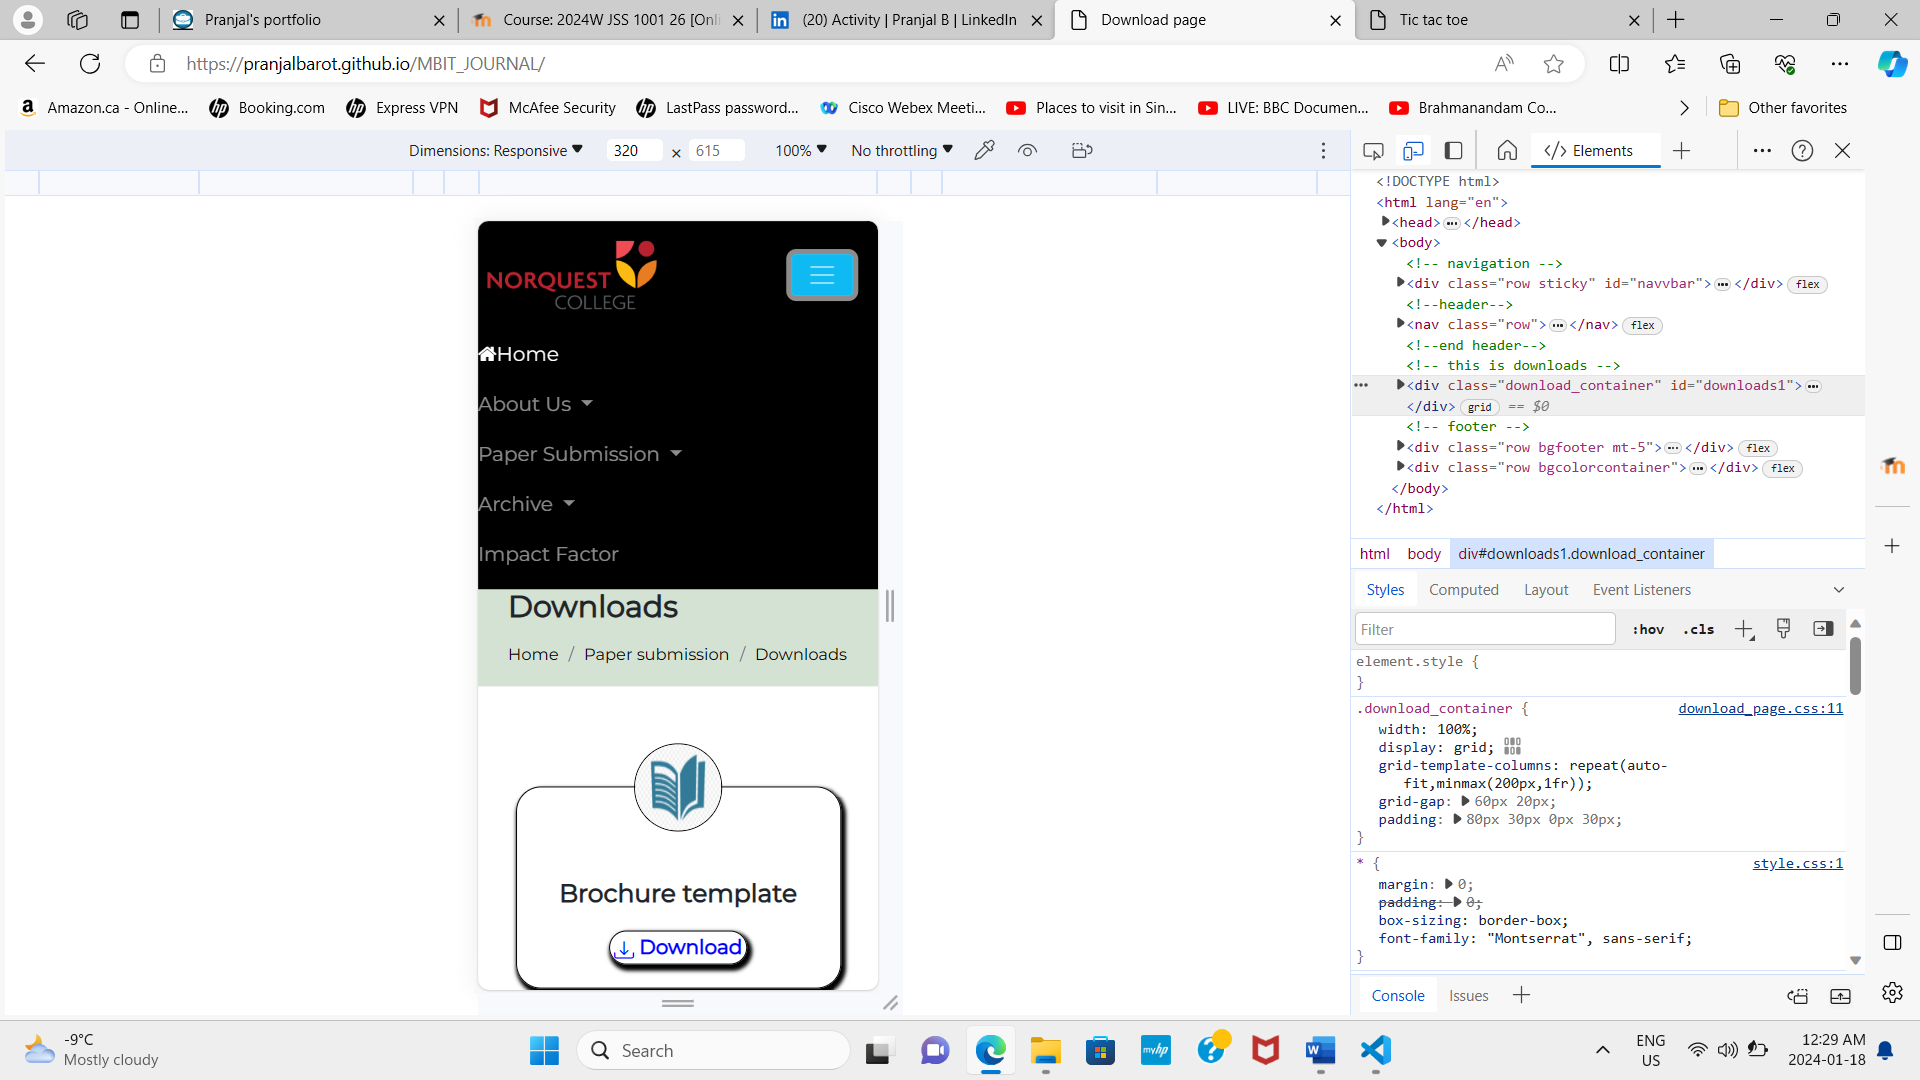 Pranjal's portfolio
Course: 2024W JSS 1001 26 [Onli
(20) Activity | Pranjal B | LinkedIn
Download page
Tic tac toe
https://pranjalbarot.github.io/MBIT_JOURNAL/
Amazon.ca - Online...
Booking.com
Express VPN
McAfee Security
LastPass password...
Cisco Webex Meeti...
Places to visit in Sin...
LIVE: BBC Documen...
Brahmanandam Co...
Other favorites
Dimensions: Responsive
320 × 615
100%
No throttling
NORQUEST
COLLEGE
Home
About Us
Paper Submission
Archive
Impact Factor
Downloads
Home / Paper submission / Downloads
Brochure template
Download
Elements
<!DOCTYPE html>
<html lang="en">
<head>…</head>
<body>
<!-- navigation -->
<div class="row sticky" id="navvbar">…</div> flex
<!--header-->
<nav class="row">…</nav> flex
<!--end header-->
<!-- this is downloads -->
<div class="download_container" id="downloads1">…
</div> grid == $0
<!-- footer -->
<div class="row bgfooter mt-5">…</div> flex
<div class="row bgcolorcontainer">…</div> flex
</body>
</html>
html body div#downloads1.download_container
Styles Computed Layout Event Listeners
Filter :hov .cls
element.style {
}
.download_container { download_page.css:11
width: 100%;
display: grid;
grid-template-columns: repeat(auto-
fit,minmax(200px,1fr));
grid-gap: 60px 20px;
padding: 80px 30px 0px 30px;
}
* { style.css:1
margin: 0;
padding: 0;
box-sizing: border-box;
font-family: "Montserrat", sans-serif;
}
Console Issues
-9°C
Mostly cloudy
Search
myhp
ENG
US
12:29 AM
2024-01-18